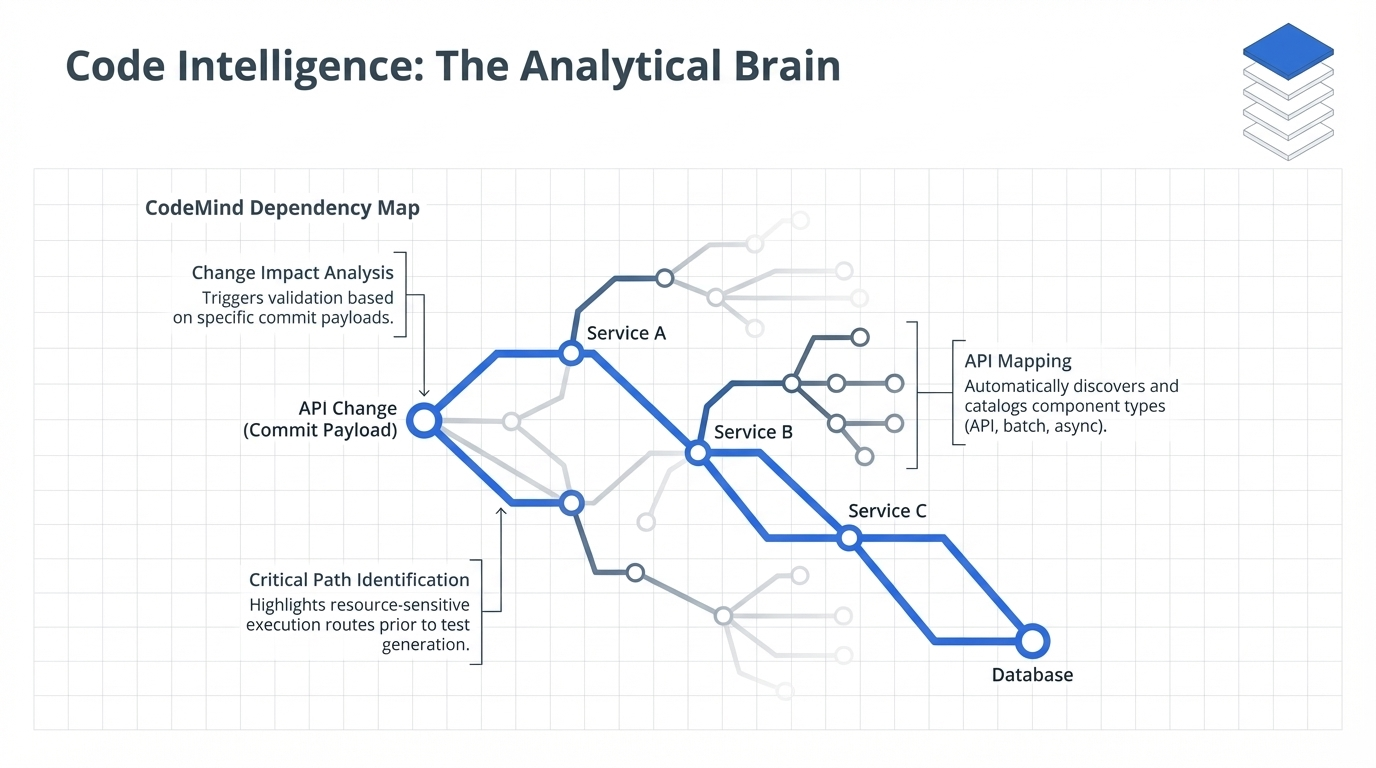 Code Intelligence: The Analytical Brain
CodeMind Dependency Map
Change Impact Analysis
Triggers validation based
on specific commit payloads.
Service A
API Change
(Commit Payload)
Service B
API Mapping
Automatically discovers and
catalogs component types
(API, batch, async).
Service C
Critical Path Identification
Highlights resource-sensitive
execution routes prior to test
generation.
Database